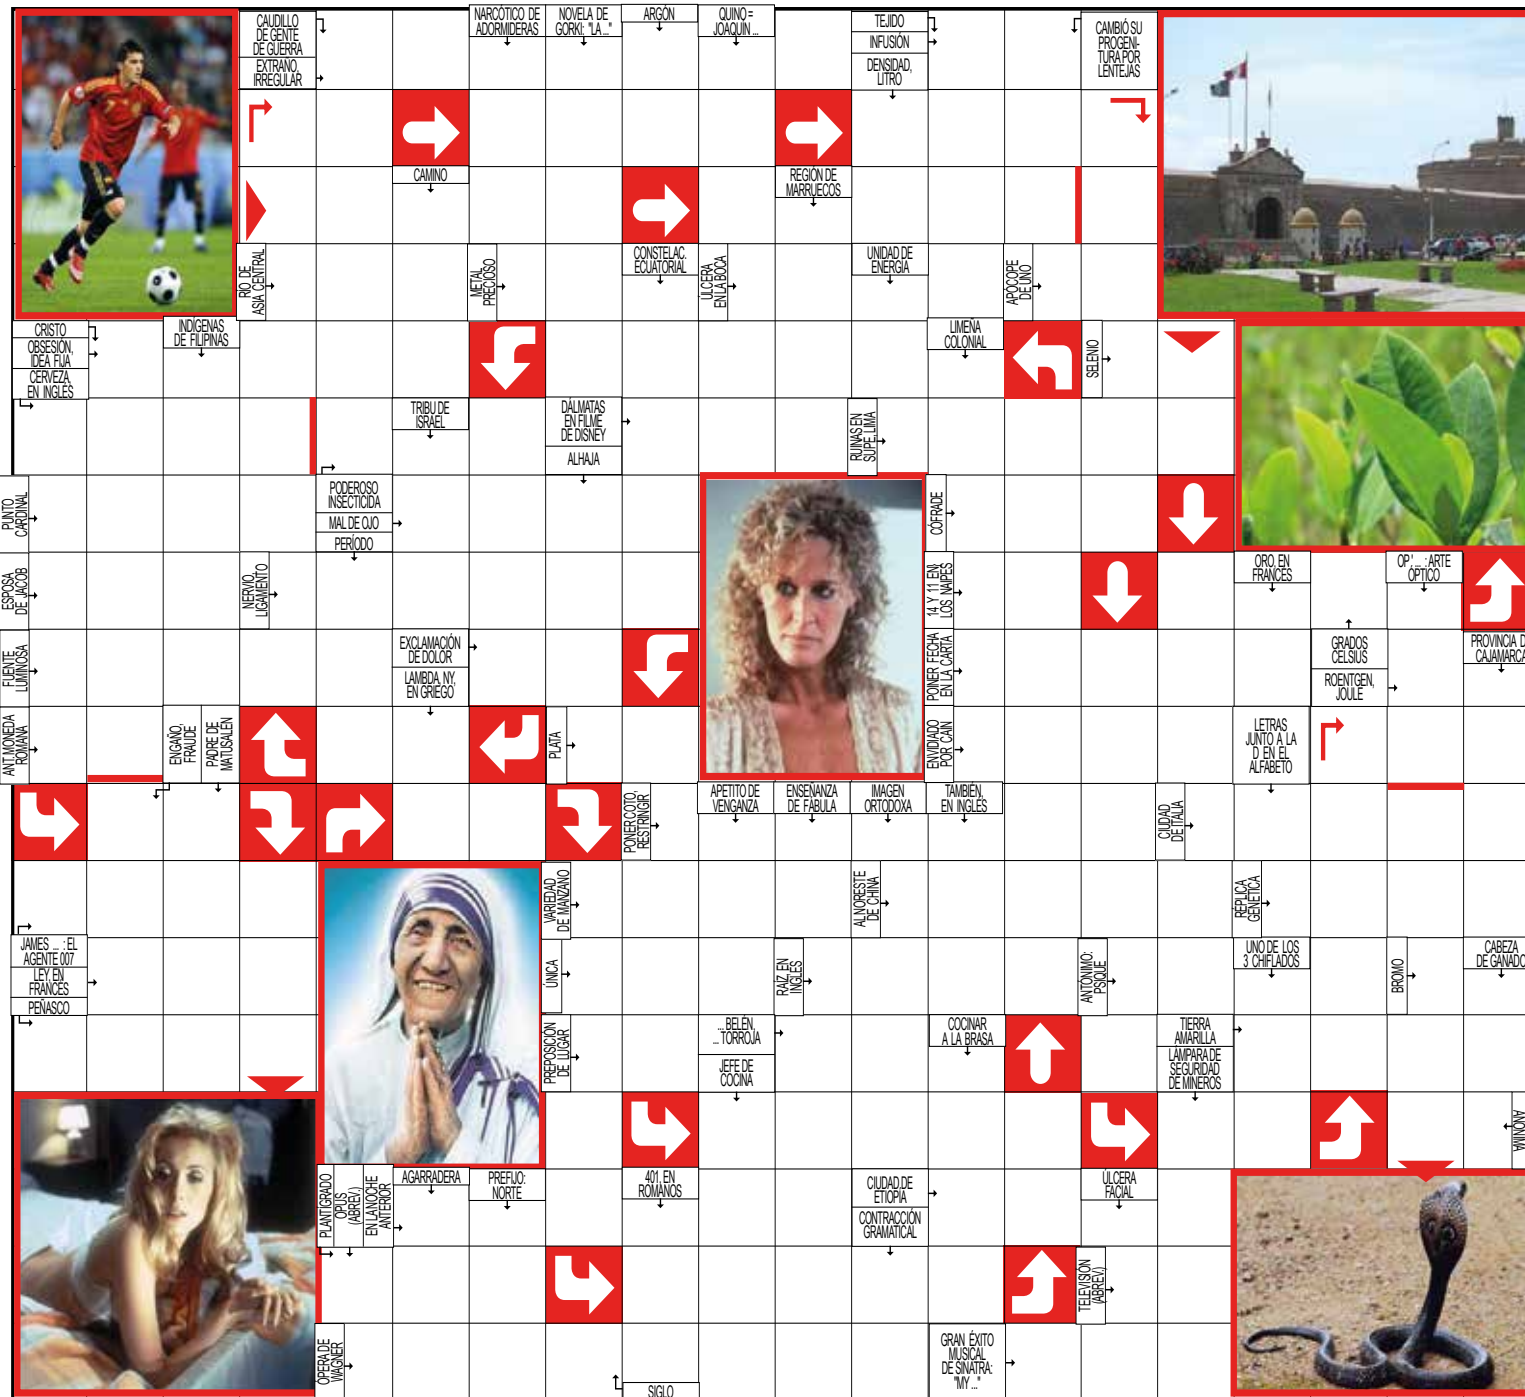 CAUDILLO
DE GENTE
DE GUERRA
EXTRAÑO,
IRREGULAR
NARCÓTICO DE
ADORMIDERAS
NOVELA DE
GORKI: "LA ..."
ARGÓN
QUINO =
JOAQUÍN ...
TEJIDO
INFUSIÓN
DENSIDAD,
LITRO
CAMBIÓ SU
PROGENI-
TURA POR
LENTEJAS
CAMINO
REGIÓN DE
MARRUECOS
RÍO DE
ASIA CENTRAL
METAL
PRECIOSO
CONSTELAC.
ECUATORIAL
ÚLCERA
EN LA BOCA
UNIDAD DE
ENERGÍA
APÓCOPE
DE UNO
CRISTO
OBSESIÓN,
IDEA FIJA
CERVEZA,
EN INGLÉS
INDÍGENAS
DE FILIPINAS
LIMEÑA
COLONIAL
SELENIO
TRIBU DE
ISRAEL
DÁLMATAS
EN FILME
DE DISNEY
ALHAJA
RUINAS EN
SUPE, LIMA
PUNTO
CARDINAL
PODEROSO
INSECTICIDA
MAL DE OJO
PERÍODO
COFRADE
ESPOSA
DE JACOB
NERVIO,
LIGAMENTO
14 Y 11 EN
LOS NAIPES
ORO, EN
FRANCÉS
OP' ... : ARTE
ÓPTICO
FUENTE
LUMINOSA
EXCLAMACIÓN
DE DOLOR
LAMBDA, NY,
EN GRIEGO
PONER FECHA
EN LA CARTA
GRADOS
CELSIUS
ROENTGEN,
JOULE
PROVINCIA D
CAJAMARCA
ANT. MONEDA
ROMANA
ENGAÑO,
FRAUDE
PADRE DE
MATUSALÉN
PLATA
ENVIDIADO
POR CAÍN
LETRAS
JUNTO A LA
D EN EL
ALFABETO
PONER COTO,
RESTRINGIR
APETITO DE
VENGANZA
ENSEÑANZA
DE FÁBULA
IMAGEN
ORTODOXA
TAMBIÉN,
EN INGLÉS
CIUDAD
DE ITALIA
VARIEDAD
DE MANZANO
AL NORESTE
DE CHINA
RÉPLICA
GENÉTICA
JAMES ... : EL
AGENTE 007
LEY, EN
FRANCÉS
PEÑASCO
ÚNICA
RAÍZ, EN
INGLÉS
ANTÓNIMO:
PSIQUE
UNO DE LOS
3 CHIFLADOS
BROMO
CABEZA
DE GANADO
PREPOSICIÓN
DE LUGAR
... BELÉN,
... TORROJA
JEFE DE
COCINA
COCINAR
A LA BRASA
TIERRA
AMARILLA
LÁMPARA DE
SEGURIDAD
DE MINEROS
ANÓNIMA
PLANTÍGRADO
OPUS
(ABREV.)
EN LA NOCHE
ANTERIOR
AGARRADERA
PREFIJO:
NORTE
401, EN
ROMANOS
CIUDAD DE
ETIOPÍA
CONTRACCIÓN
GRAMATICAL
ÚLCERA
FACIAL
TELEVISIÓN
(ABREV.)
ÓPERA DE
WAGNER
SIGLO
GRAN ÉXITO
MUSICAL
DE SINATRA:
"MY ..."